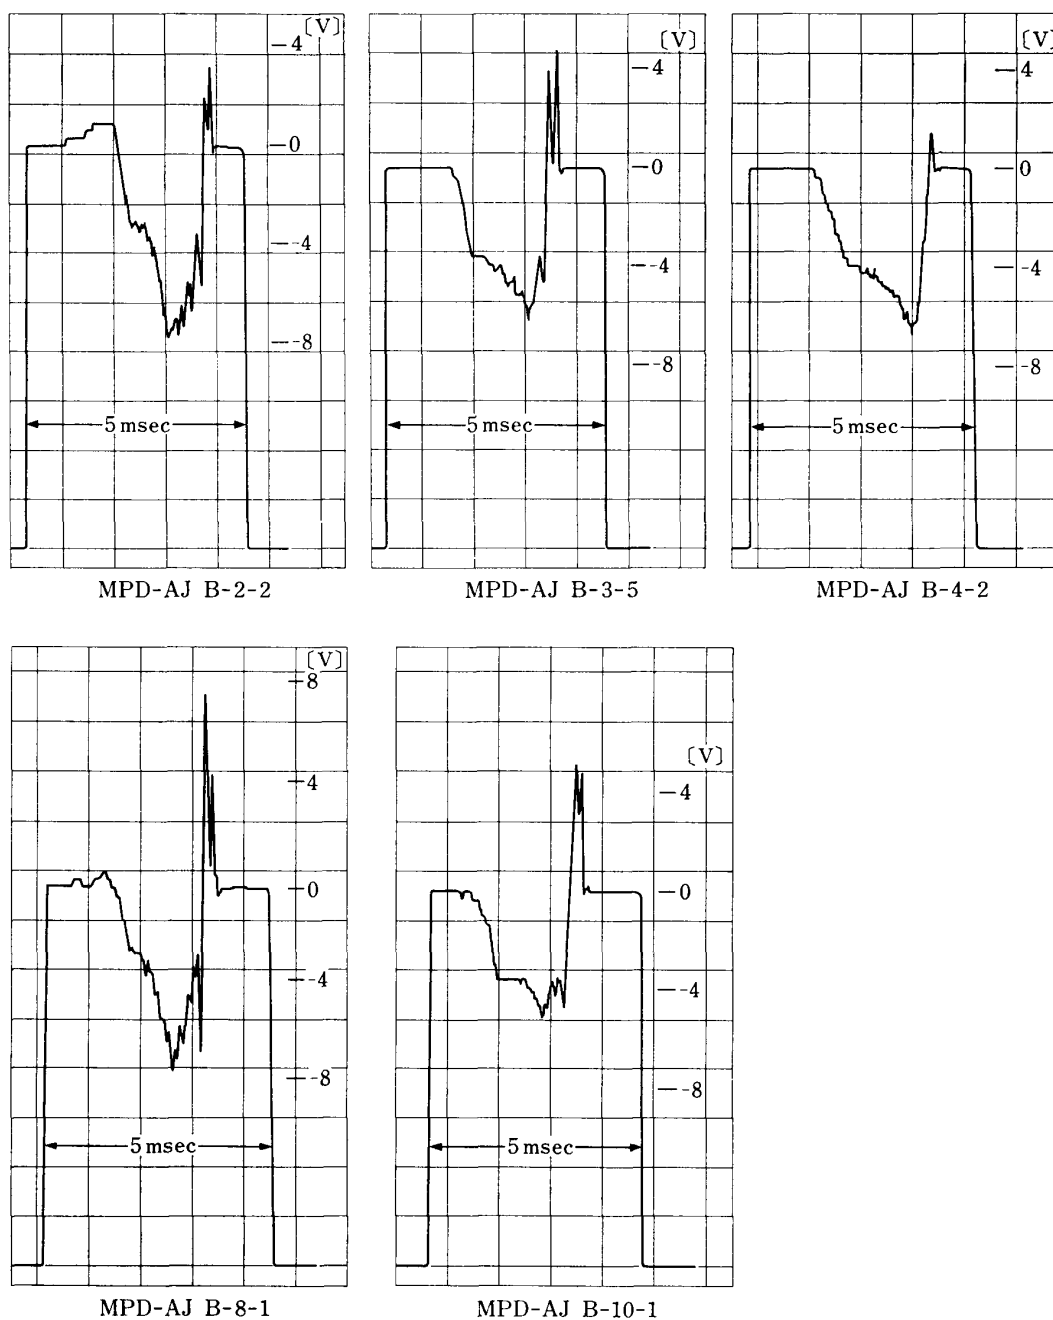 [V]
−4
−0
−-4
−-8
5 msec
MPD-AJ B-2-2
[V]
−4
−0
−-4
−-8
5 msec
MPD-AJ B-3-5
[V]
−4
−0
−-4
−-8
5 msec
MPD-AJ B-4-2
[V]
8
4
0
-4
-8
5 msec
MPD-AJ B-8-1
[V]
−4
−0
−-4
−-8
5 msec
MPD-AJ B-10-1